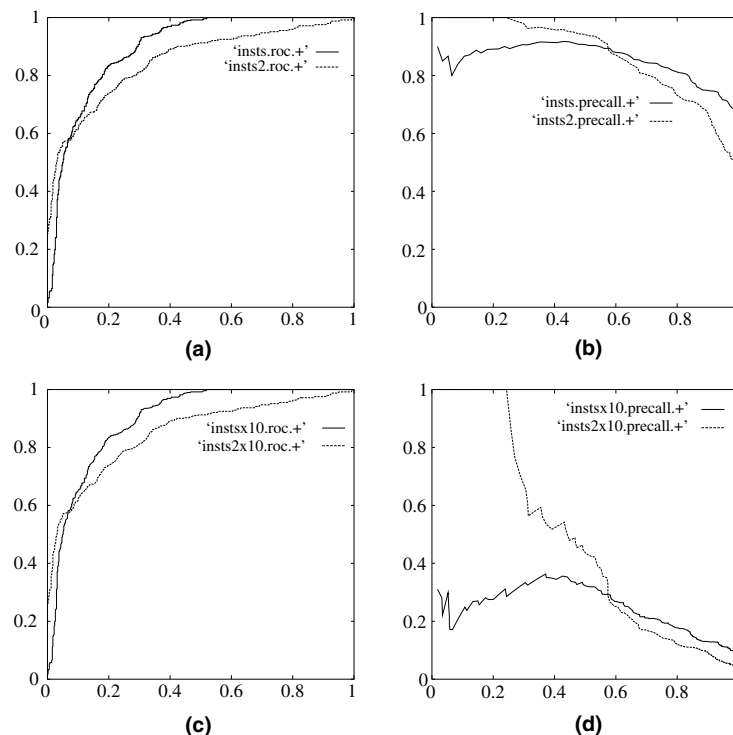 1
0.8
0.6
0.4
0.2
0
0 0.2 0.4 0.6 0.8 1
‘insts.roc.+’
‘insts2.roc.+’
(a)
1
0.8
0.6
0.4
0.2
0
0 0.2 0.4 0.6 0.8
‘insts.precall.+’
‘insts2.precall.+’
(b)
1
0.8
0.6
0.4
0.2
0
0 0.2 0.4 0.6 0.8 1
‘instsx10.roc.+’
‘insts2x10.roc.+’
(c)
1
0.8
0.6
0.4
0.2
0
0 0.2 0.4 0.6 0.8
‘instsx10.precall.+’
‘insts2x10.precall.+’
(d)